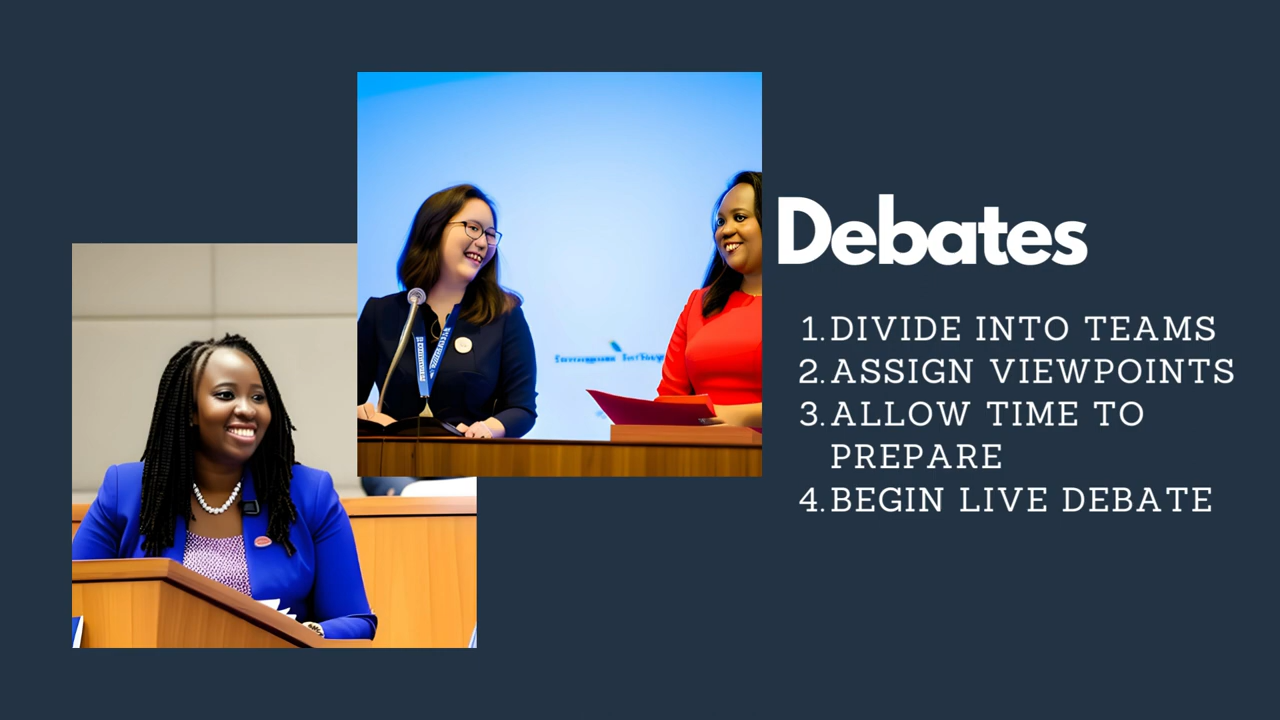 Debates
1. DIVIDE INTO TEAMS
2. ASSIGN VIEWPOINTS
3. ALLOW TIME TO
PREPARE
4. BEGIN LIVE DEBATE